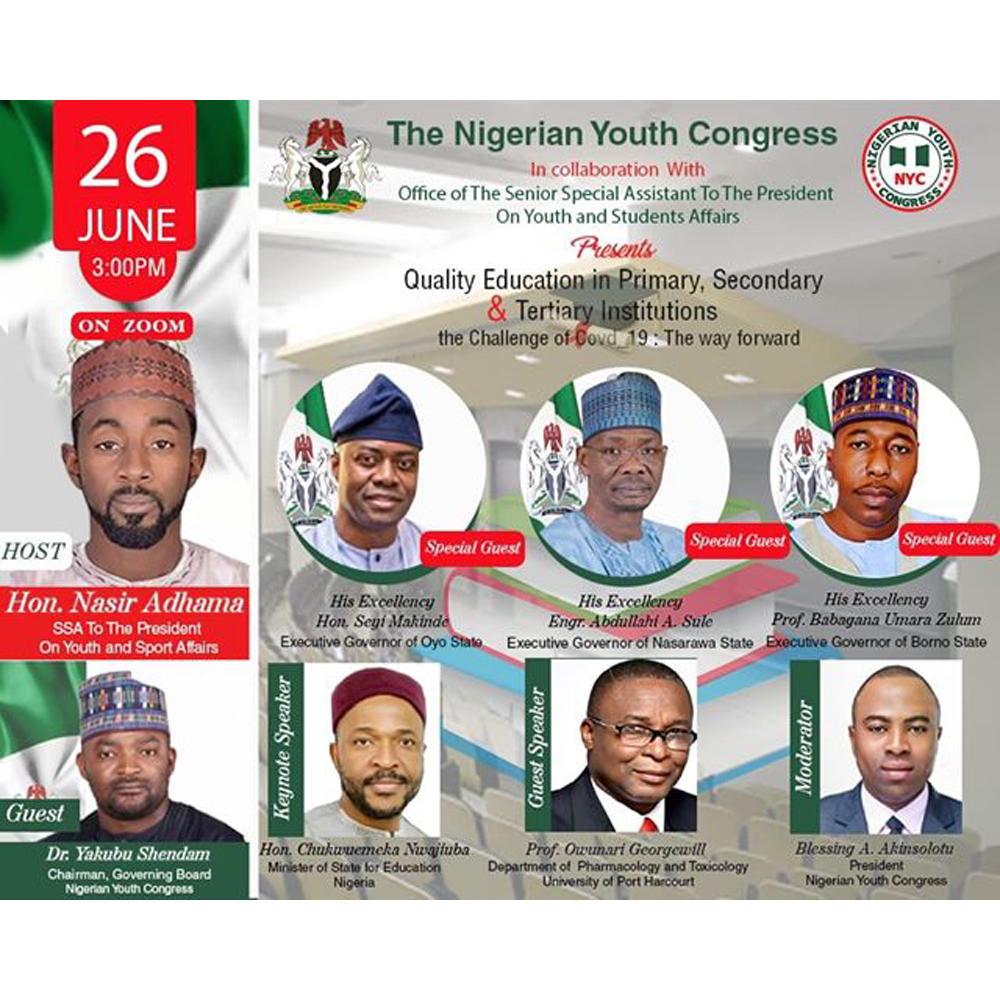 26
JUNE
3:00PM
ON ZOOM
HOST
Hon. Nasir Adhama
SSA To The President
On Youth and Sport Affairs
Guest
Dr. Yakubu Shendam
Chairman, Governing Board
Nigerian Youth Congress
The Nigerian Youth Congress
In collaboration With
Office of The Senior Special Assistant To The President
On Youth and Students Affairs
Presents
Quality Education in Primary, Secondary
& Tertiary Institutions
the Challenge of Covd_19 : The way forward
NIGERIAN YOUTH
NYC
CONGRESS
Special Guest
His Excellency
Hon. Seyi Makinde
Executive Governor of Oyo State
Special Guest
His Excellency
Engr. Abdullahi A. Sule
Executive Governor of Nasarawa State
Special Guest
His Excellency
Prof. Babagana Umara Zulum
Executive Governor of Borno State
Keynote Speaker
Hon. Chukwuemeka Nwajiuba
Minister of State for Education
Nigeria
Guest Speaker
Prof. Owunari Georgewill
Department of Pharmacology and Toxicology
University of Port Harcourt
Moderator
Blessing A. Akinsolotu
President
Nigerian Youth Congress